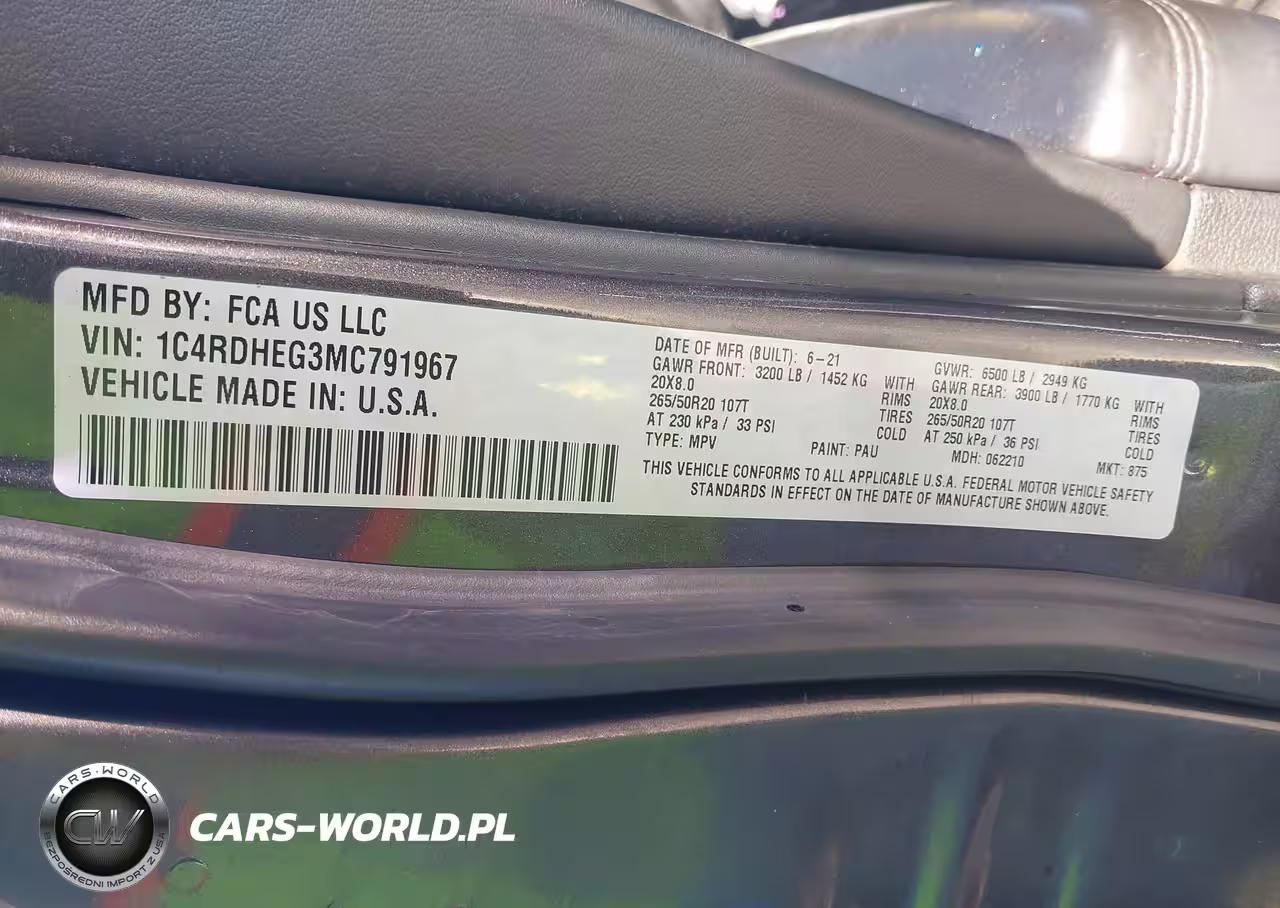 MFD BY: FCA US LLC
VIN: 1C4RDHEG3MC791967
VEHICLE MADE IN: U.S.A.
DATE OF MFR (BUILT): 6-21
GAWR FRONT: 3200 LB / 1452 KG WITH
20X8.0 RIMS
265/50R20 107T TIRES
AT 230 kPa / 33 PSI COLD
TYPE: MPV PAINT: PAU
GVWR: 6500 LB / 2949 KG
GAWR REAR: 3900 LB / 1770 KG WITH
20X8.0 RIMS
265/50R20 107T TIRES
AT 250 kPa / 36 PSI COLD
MDH: 062210 MKT: 875
THIS VEHICLE CONFORMS TO ALL APPLICABLE U.S.A. FEDERAL MOTOR VEHICLE SAFETY
STANDARDS IN EFFECT ON THE DATE OF MANUFACTURE SHOWN ABOVE.
CARS-WORLD
CW
BEZPOŚREDNI IMPORT Z USA
CARS-WORLD.PL